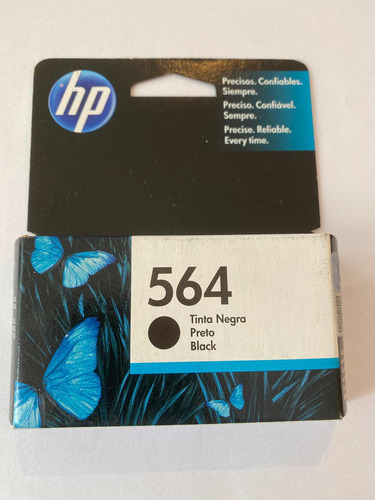 hp
Precisos. Confiables.
Siempre.
Preciso. Confiável.
Sempre.
Precise. Reliable.
Every time.
564
Tinta Negra
Preto
Black